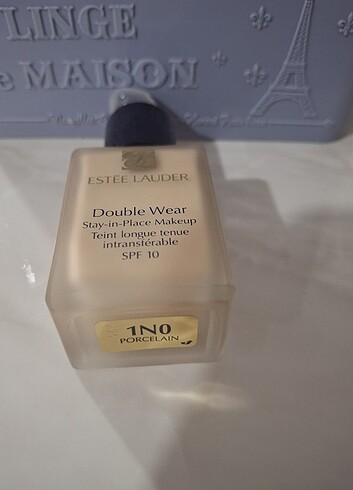 LINGE
MAISON
ESTĒE LAUDER
Double Wear
Stay-in-Place Makeup
Teint longue tenue
intransférable
SPF 10
1N0
PORCELAIN